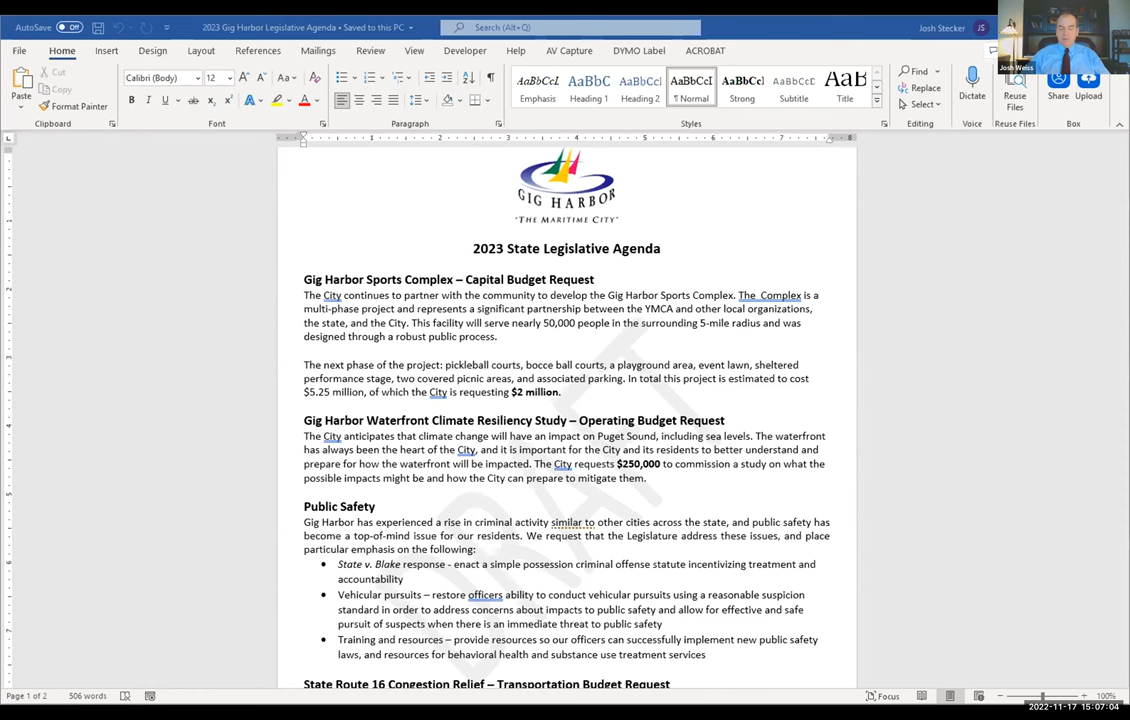 AutoSave Off 2023 Gig Harbor Legislative Agenda • Saved to this PC Search (Alt+Q) Josh Stecker JS
Josh Weiss
File Home Insert Design Layout References Mailings Review View Developer Help AV Capture DYMO Label ACROBAT
Paste Cut Copy Format Painter
Calibri (Body) 12 Aa
B I U ab x₂ x² A A
AaBbCcI AaBbC AaBbCcI AaBbCcI AaBbCcI AaBbCcD AaB
Emphasis Heading 1 Heading 2 ¶ Normal Strong Subtitle Title
Find Replace Select
Dictate Reuse Files Share Upload
Clipboard Font Paragraph Styles Editing Voice Reuse Files Box
1 2 3 4 5 6 7 8
GIG HARBOR
"THE MARITIME CITY"
2023 State Legislative Agenda
Gig Harbor Sports Complex – Capital Budget Request
The City continues to partner with the community to develop the Gig Harbor Sports Complex. The  Complex is a
multi-phase project and represents a significant partnership between the YMCA and other local organizations,
the state, and the City. This facility will serve nearly 50,000 people in the surrounding 5-mile radius and was
designed through a robust public process.
The next phase of the project: pickleball courts, bocce ball courts, a playground area, event lawn, sheltered
performance stage, two covered picnic areas, and associated parking. In total this project is estimated to cost
$5.25 million, of which the City is requesting $2 million.
Gig Harbor Waterfront Climate Resiliency Study – Operating Budget Request
The City anticipates that climate change will have an impact on Puget Sound, including sea levels. The waterfront
has always been the heart of the City, and it is important for the City and its residents to better understand and
prepare for how the waterfront will be impacted. The City requests $250,000 to commission a study on what the
possible impacts might be and how the City can prepare to mitigate them.
Public Safety
Gig Harbor has experienced a rise in criminal activity similar to other cities across the state, and public safety has
become a top-of-mind issue for our residents. We request that the Legislature address these issues, and place
particular emphasis on the following:
• State v. Blake response - enact a simple possession criminal offense statute incentivizing treatment and
accountability
• Vehicular pursuits – restore officers ability to conduct vehicular pursuits using a reasonable suspicion
standard in order to address concerns about impacts to public safety and allow for effective and safe
pursuit of suspects when there is an immediate threat to public safety
• Training and resources – provide resources so our officers can successfully implement new public safety
laws, and resources for behavioral health and substance use treatment services
State Route 16 Congestion Relief – Transportation Budget Request
DRAFT
Page 1 of 2 506 words Focus 100%
2022-11-17 15:07:04